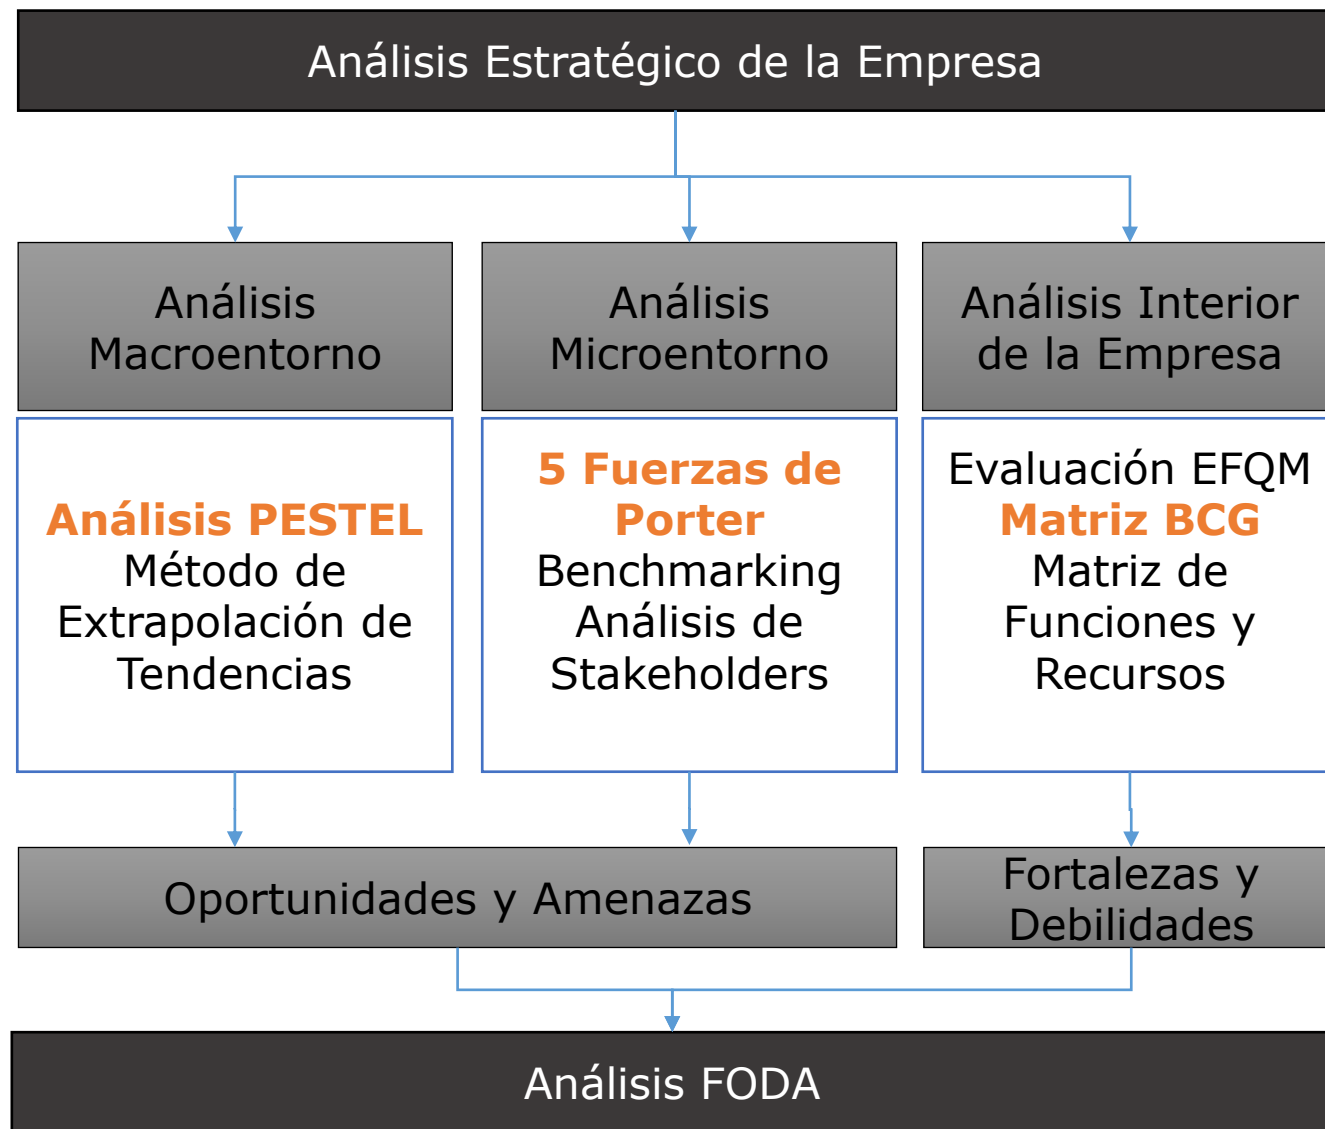 Análisis Estratégico de la Empresa
Análisis
Macroentorno
Análisis
Microentorno
Análisis Interior
de la Empresa
Análisis PESTEL
Método de
Extrapolación de
Tendencias
5 Fuerzas de
Porter
Benchmarking
Análisis de
Stakeholders
Evaluación EFQM
Matriz BCG
Matriz de
Funciones y
Recursos
Oportunidades y Amenazas
Fortalezas y
Debilidades
Análisis FODA